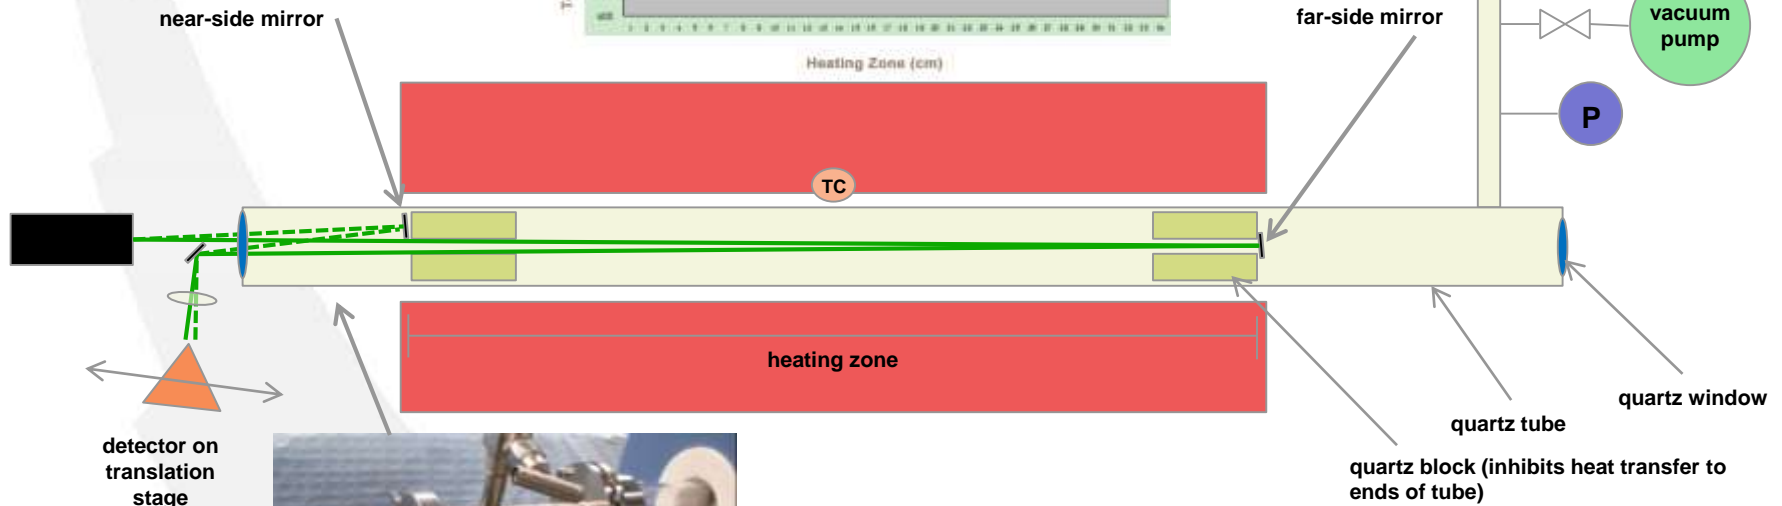 near-side mirror
far-side mirror
vacuum
pump
Heating Zone (cm)
P
TC
heating zone
quartz window
quartz tube
detector on
translation
stage
quartz block (inhibits heat transfer to
ends of tube)